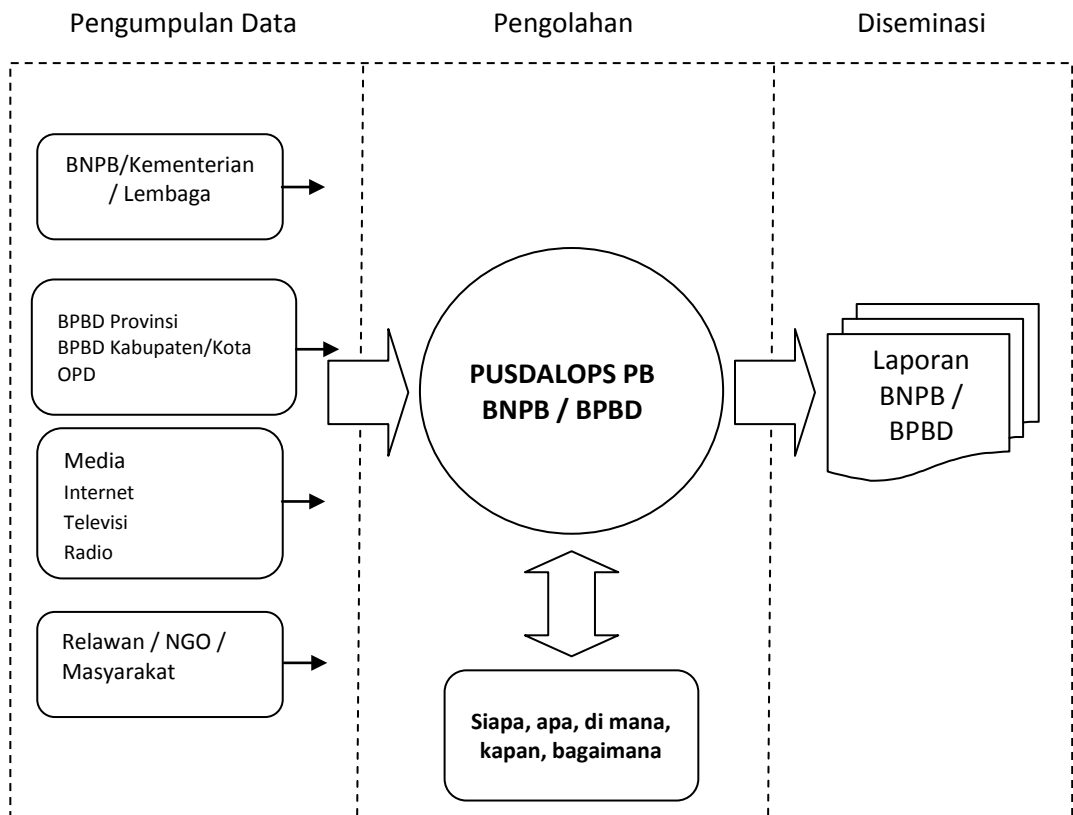 Pengumpulan Data
Pengolahan
Diseminasi
BNPB/Kementerian
/ Lembaga
BPBD Provinsi
BPBD Kabupaten/Kota
OPD
Media
Internet
Televisi
Radio
Relawan / NGO /
Masyarakat
PUSDALOPS PB
BNPB / BPBD
Siapa, apa, di mana,
kapan, bagaimana
Laporan
BNPB /
BPBD